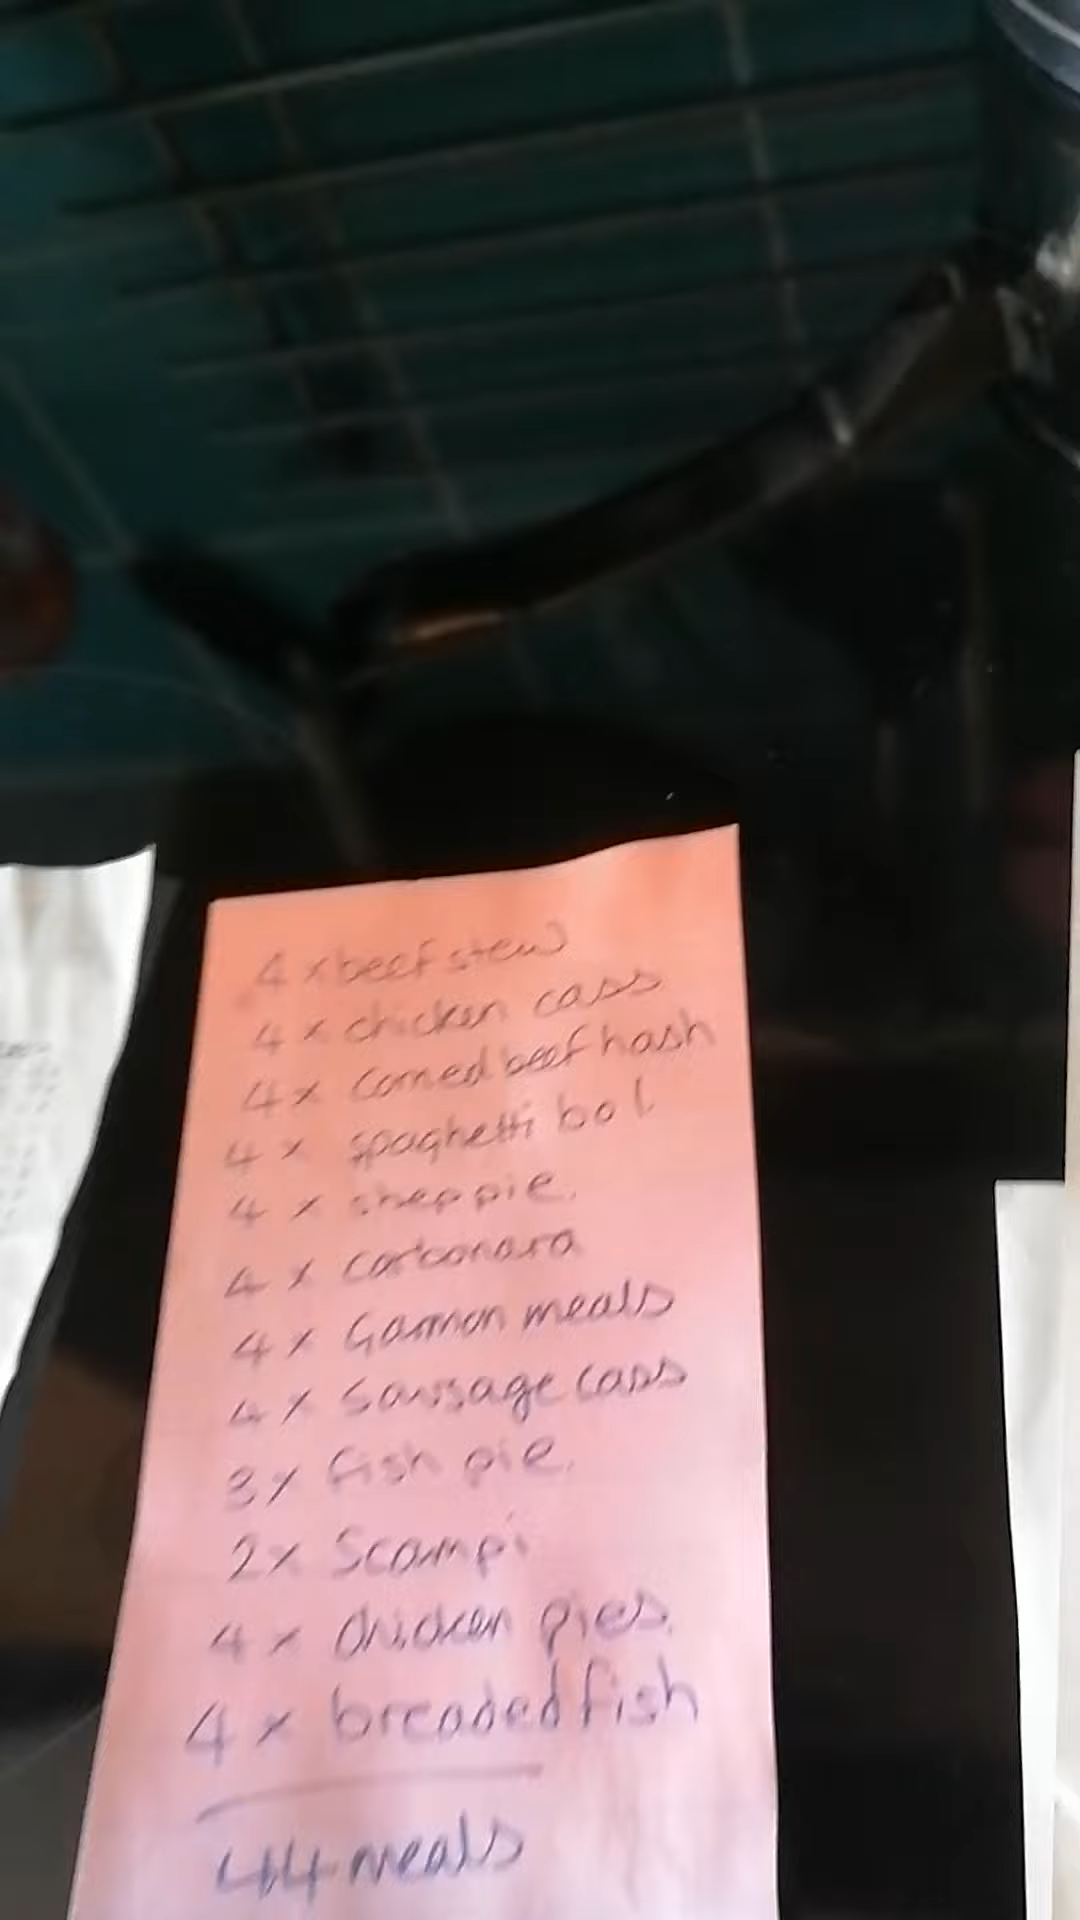 4 x beef stew
4 x chicken cass
4 x corned beef hash
4 x spaghetti bol.
4 x shep pie.
4 x carbonara
4 x Gammon meals
4 x Sausage cass
3 x fish pie.
2 x Scampi
4 x chicken pies.
4 x breaded fish
44 meals